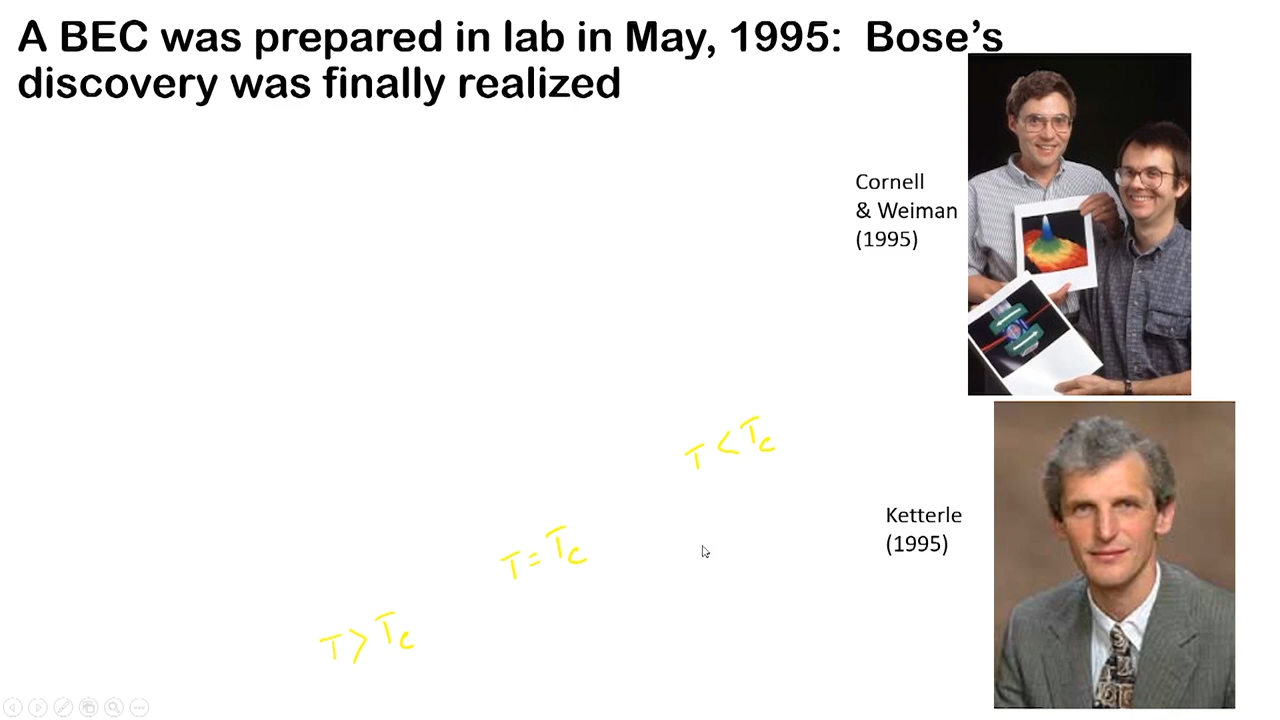 A BEC was prepared in lab in May, 1995: Bose's
discovery was finally realized
Cornell
& Weiman
(1995)
T < Tc
Ketterle
(1995)
T = Tc
T > Tc